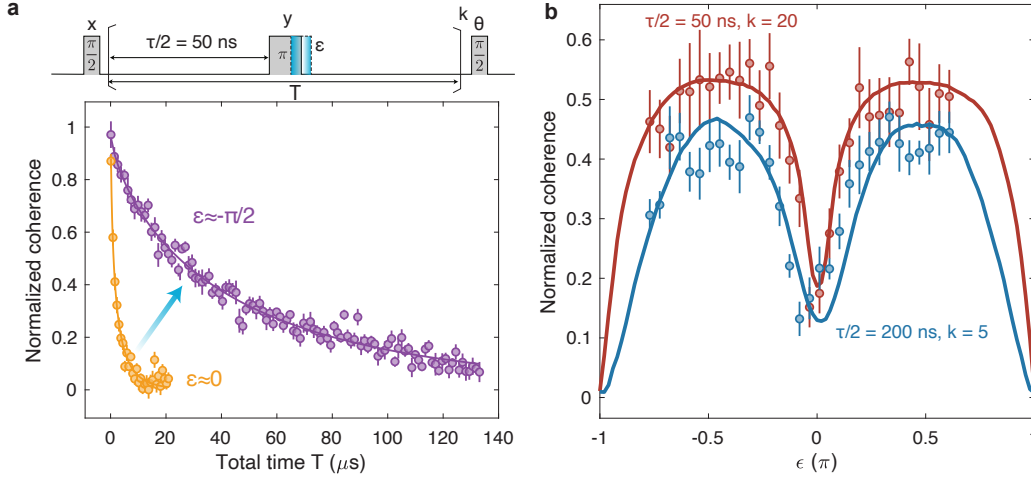 a
x
π/2
τ/2 = 50 ns
y
π
ε
k
θ
π/2
T
Normalized coherence
1
0.8
0.6
0.4
0.2
0
ε≈-π/2
ε≈0
0 20 40 60 80 100 120 140
Total time T (μs)
b
τ/2 = 50 ns, k = 20
Normalized coherence
0.6
0.5
0.4
0.3
0.2
0.1
0
τ/2 = 200 ns, k = 5
-1 -0.5 0 0.5 1
ϵ (π)